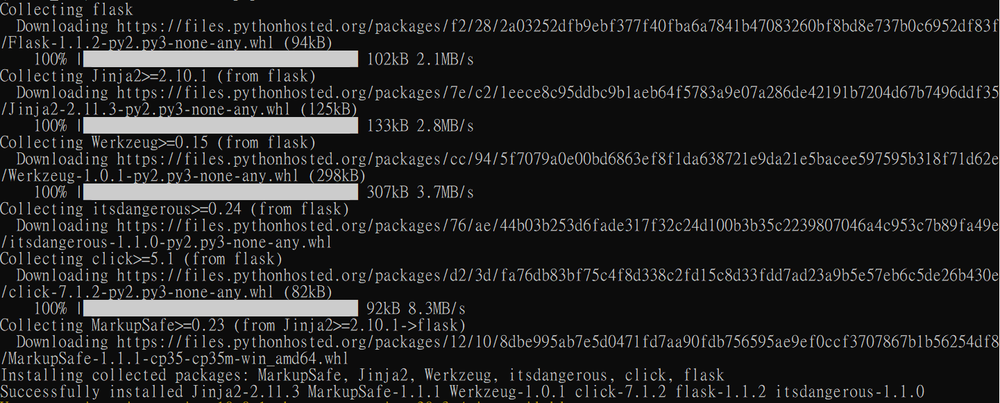 Collecting flask
Downloading https://files.pythonhosted.org/packages/f2/28/2a03252dfb9ebf377f40fba6a7841b47083260bf8bd8e737b0c6952df83f
/Flask-1.1.2-py2.py3-none-any.whl (94kB)
100% | 102kB 2.1MB/s
Collecting Jinja2>=2.10.1 (from flask)
Downloading https://files.pythonhosted.org/packages/7e/c2/1eece8c95ddbc9b1aeb64f5783a9e07a286de42191b7204d67b7496ddf35
/Jinja2-2.11.3-py2.py3-none-any.whl (125kB)
100% | 133kB 2.8MB/s
Collecting Werkzeug>=0.15 (from flask)
Downloading https://files.pythonhosted.org/packages/cc/94/5f7079a0e00bd6863ef8f1da638721e9da21e5bacee597595b318f71d62e
/Werkzeug-1.0.1-py2.py3-none-any.whl (298kB)
100% | 307kB 3.7MB/s
Collecting itsdangerous>=0.24 (from flask)
Downloading https://files.pythonhosted.org/packages/76/ae/44b03b253d6fade317f32c24d100b3b35c2239807046a4c953c7b89fa49e
/itsdangerous-1.1.0-py2.py3-none-any.whl
Collecting click>=5.1 (from flask)
Downloading https://files.pythonhosted.org/packages/d2/3d/fa76db83bf75c4f8d338c2fd15c8d33fdd7ad23a9b5e57eb6c5de26b430e
/click-7.1.2-py2.py3-none-any.whl (82kB)
100% | 92kB 8.3MB/s
Collecting MarkupSafe>=0.23 (from Jinja2>=2.10.1->flask)
Downloading https://files.pythonhosted.org/packages/12/10/8dbe995ab7e5d0471fd7aa90fdb756595ae9ef0ccf3707867b1b56254df8
/MarkupSafe-1.1.1-cp35-cp35m-win_amd64.whl
Installing collected packages: MarkupSafe, Jinja2, Werkzeug, itsdangerous, click, flask
Successfully installed Jinja2-2.11.3 MarkupSafe-1.1.1 Werkzeug-1.0.1 click-7.1.2 flask-1.1.2 itsdangerous-1.1.0